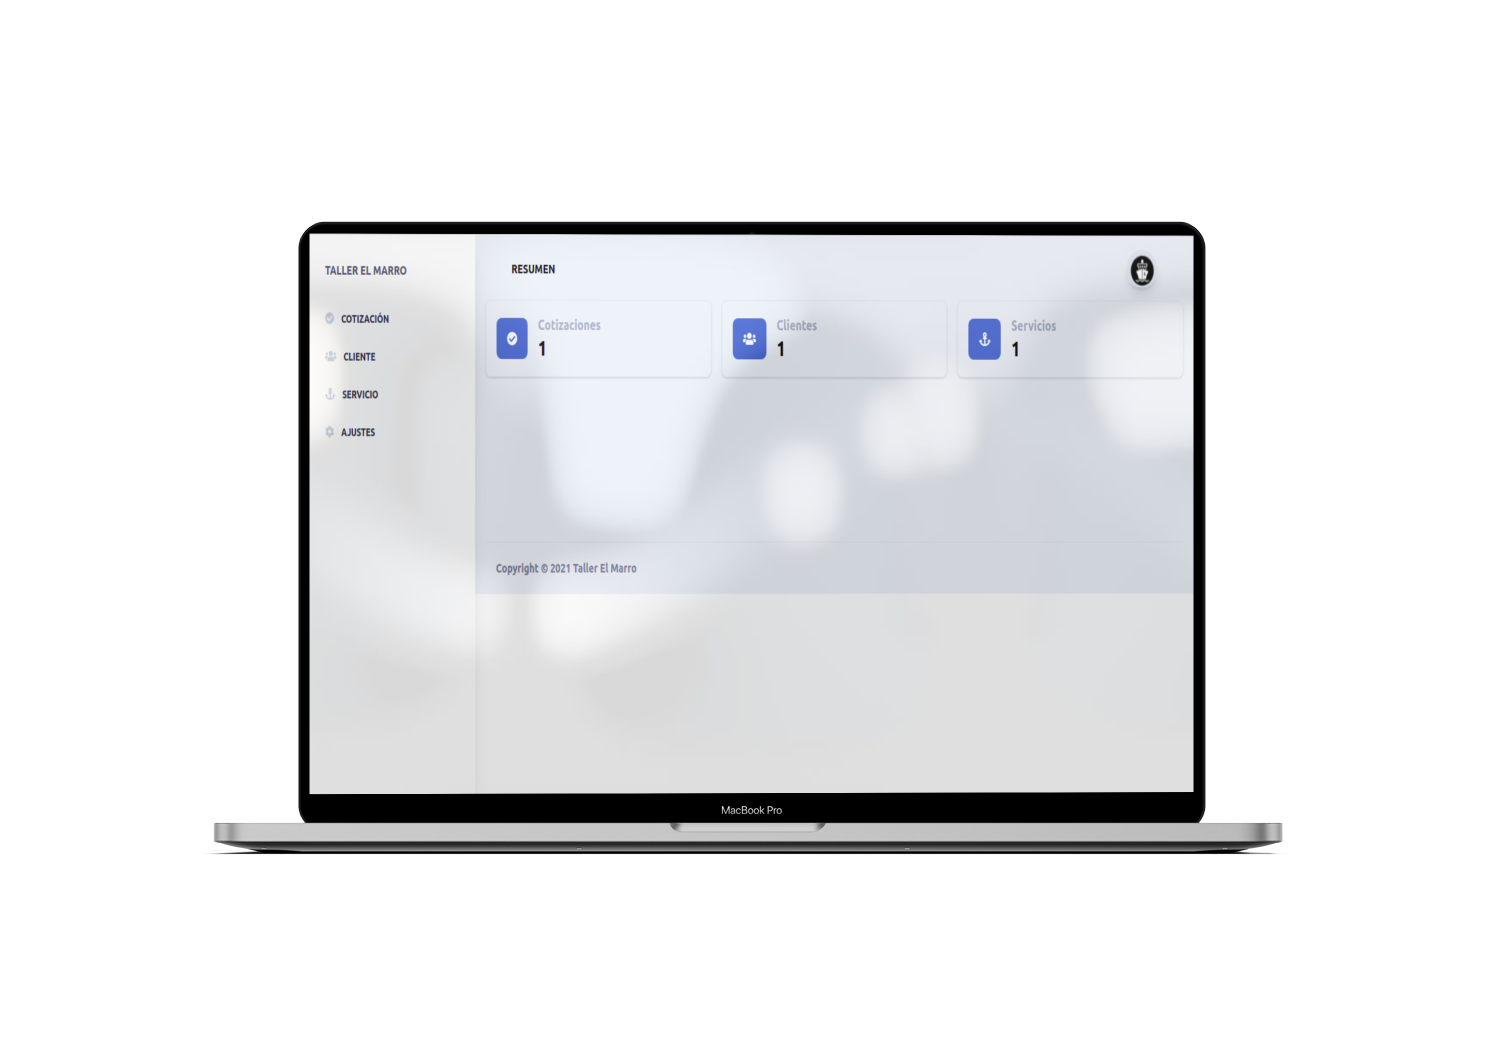 TALLER EL MARRO
COTIZACIÓN
CLIENTE
SERVICIO
AJUSTES
RESUMEN
Cotizaciones
1
Clientes
1
Servicios
1
Copyright © 2021 Taller El Marro
MacBook Pro